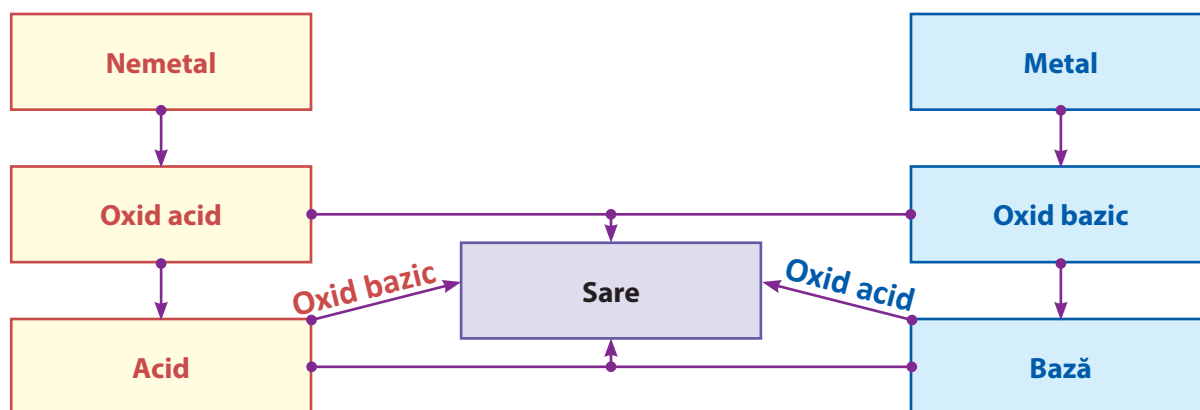 Nemetal
Metal
Oxid acid
Oxid bazic
Oxid bazic
Sare
Oxid acid
Acid
Bază